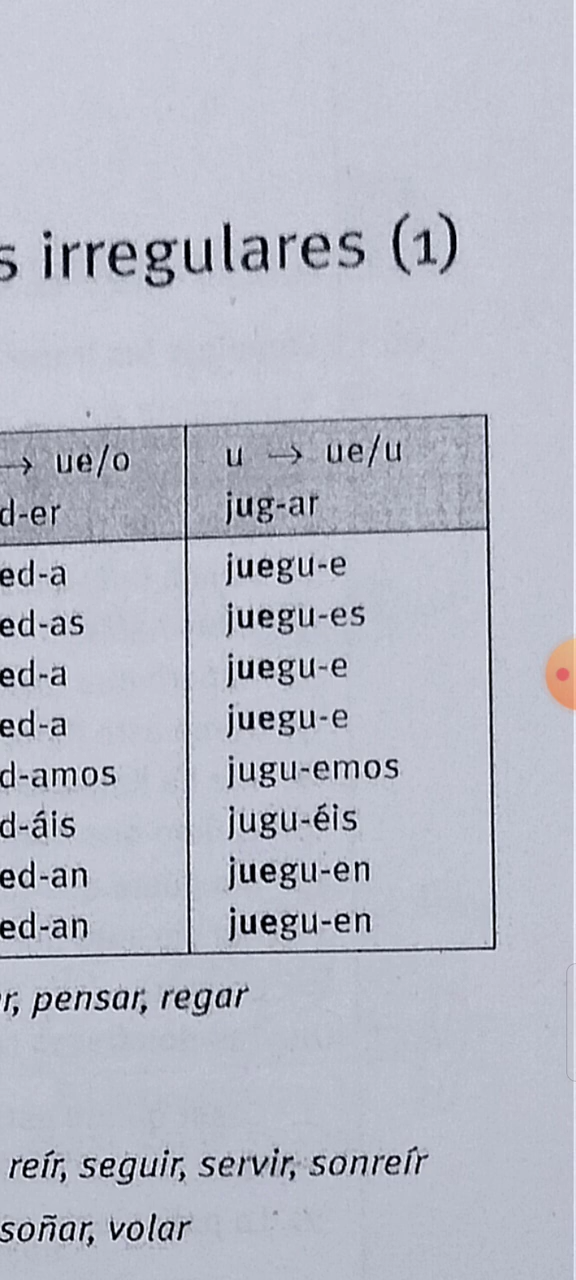 s irregulares (1)
→ ue/o u → ue/u
d-er jug-ar
ed-a juegu-e
ed-as juegu-es
ed-a juegu-e
ed-a juegu-e
d-amos jugu-emos
d-áis jugu-éis
ed-an juegu-en
ed-an juegu-en
r, pensar, regar
reír, seguir, servir, sonreír
soñar, volar